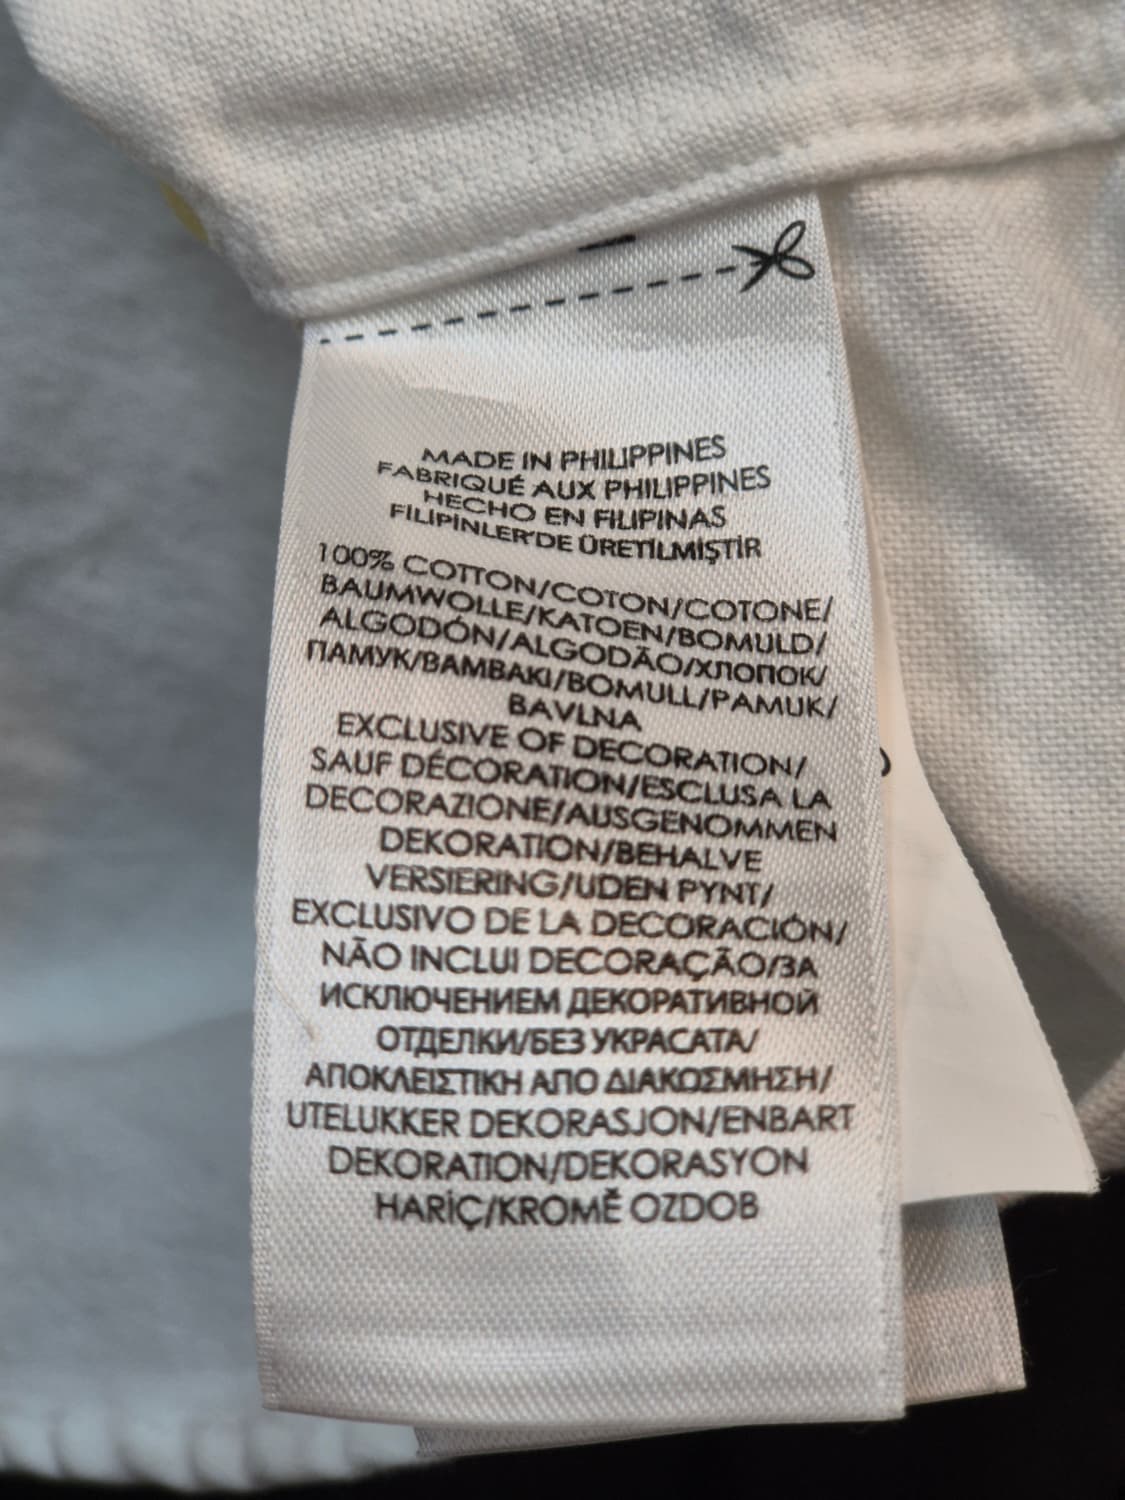 MADE IN PHILIPPINES
FABRIQUÉ AUX PHILIPPINES
HECHO EN FILIPINAS
FILIPINLER'DE ÜRETILMIŞTIR
100% COTTON/COTON/COTONE/
BAUMWOLLE/KATOEN/BOMULD/
ALGODÓN/ALGODÃO/ХЛОПОК/
ПАМУК/BAMBAKI/BOMULL/PAMUK/
BAVLNA
EXCLUSIVE OF DECORATION/
SAUF DÉCORATION/ESCLUSA LA
DECORAZIONE/AUSGENOMMEN
DEKORATION/BEHALVE
VERSIERING/UDEN PYNT/
EXCLUSIVO DE LA DECORACIÓN/
NÃO INCLUI DECORAÇÃO/ЗА
ИСКЛЮЧЕНИЕМ ДЕКОРАТИВНОЙ
ОТДЕЛКИ/БЕЗ УКРАСАТА/
ΑΠΟΚΛΕΙΣΤΙΚΗ ΑΠΟ ΔΙΑΚΟΣΜΗΣΗ/
UTELUKKER DEKORASJON/ENBART
DEKORATION/DEKORASYON
HARİÇ/KROMĚ OZDOB